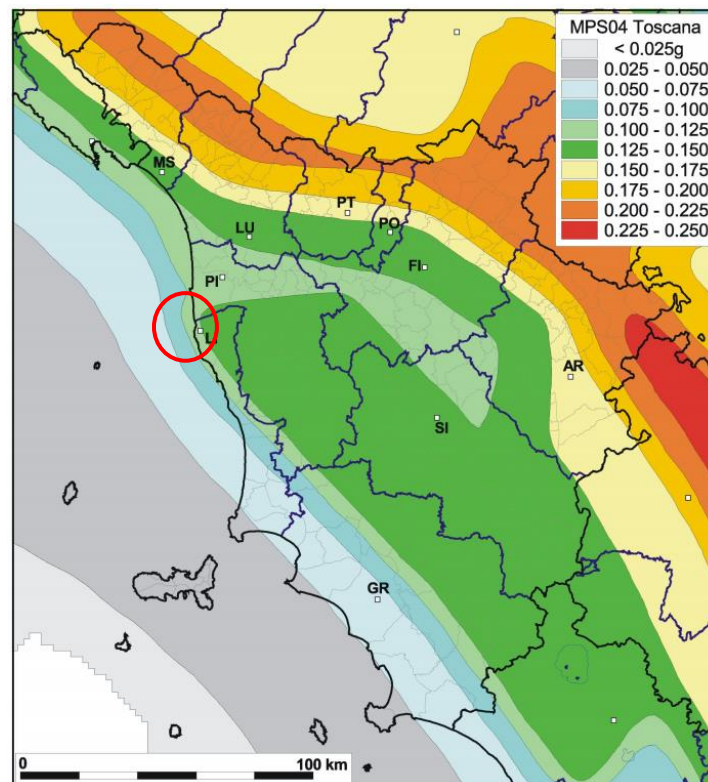 MPS04 Toscana
< 0.025g
0.025 - 0.050
0.050 - 0.075
0.075 - 0.100
0.100 - 0.125
0.125 - 0.150
0.150 - 0.175
0.175 - 0.200
0.200 - 0.225
0.225 - 0.250
MS
PT
PO
LU
FI
PI
LI
AR
SI
GR
0
100 km